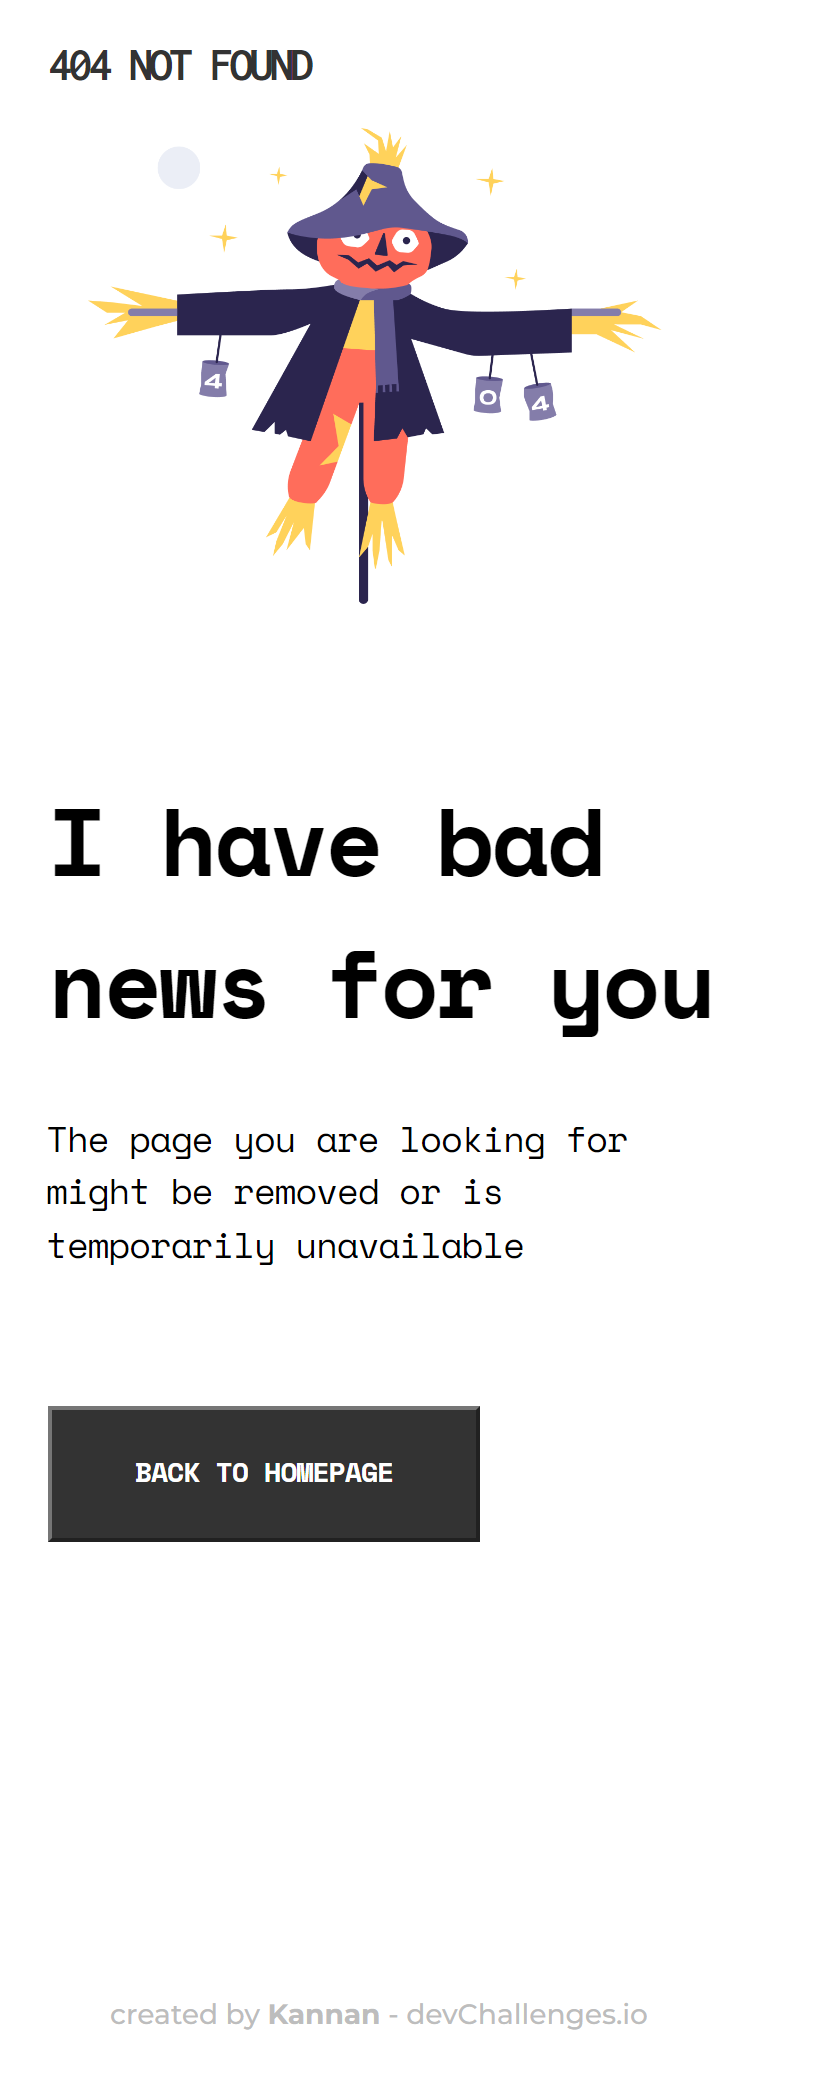 404 NOT FOUND
4
0
4
I have bad
news for you
The page you are looking for
might be removed or is
temporarily unavailable
BACK TO HOMEPAGE
created by Kannan - devChallenges.io